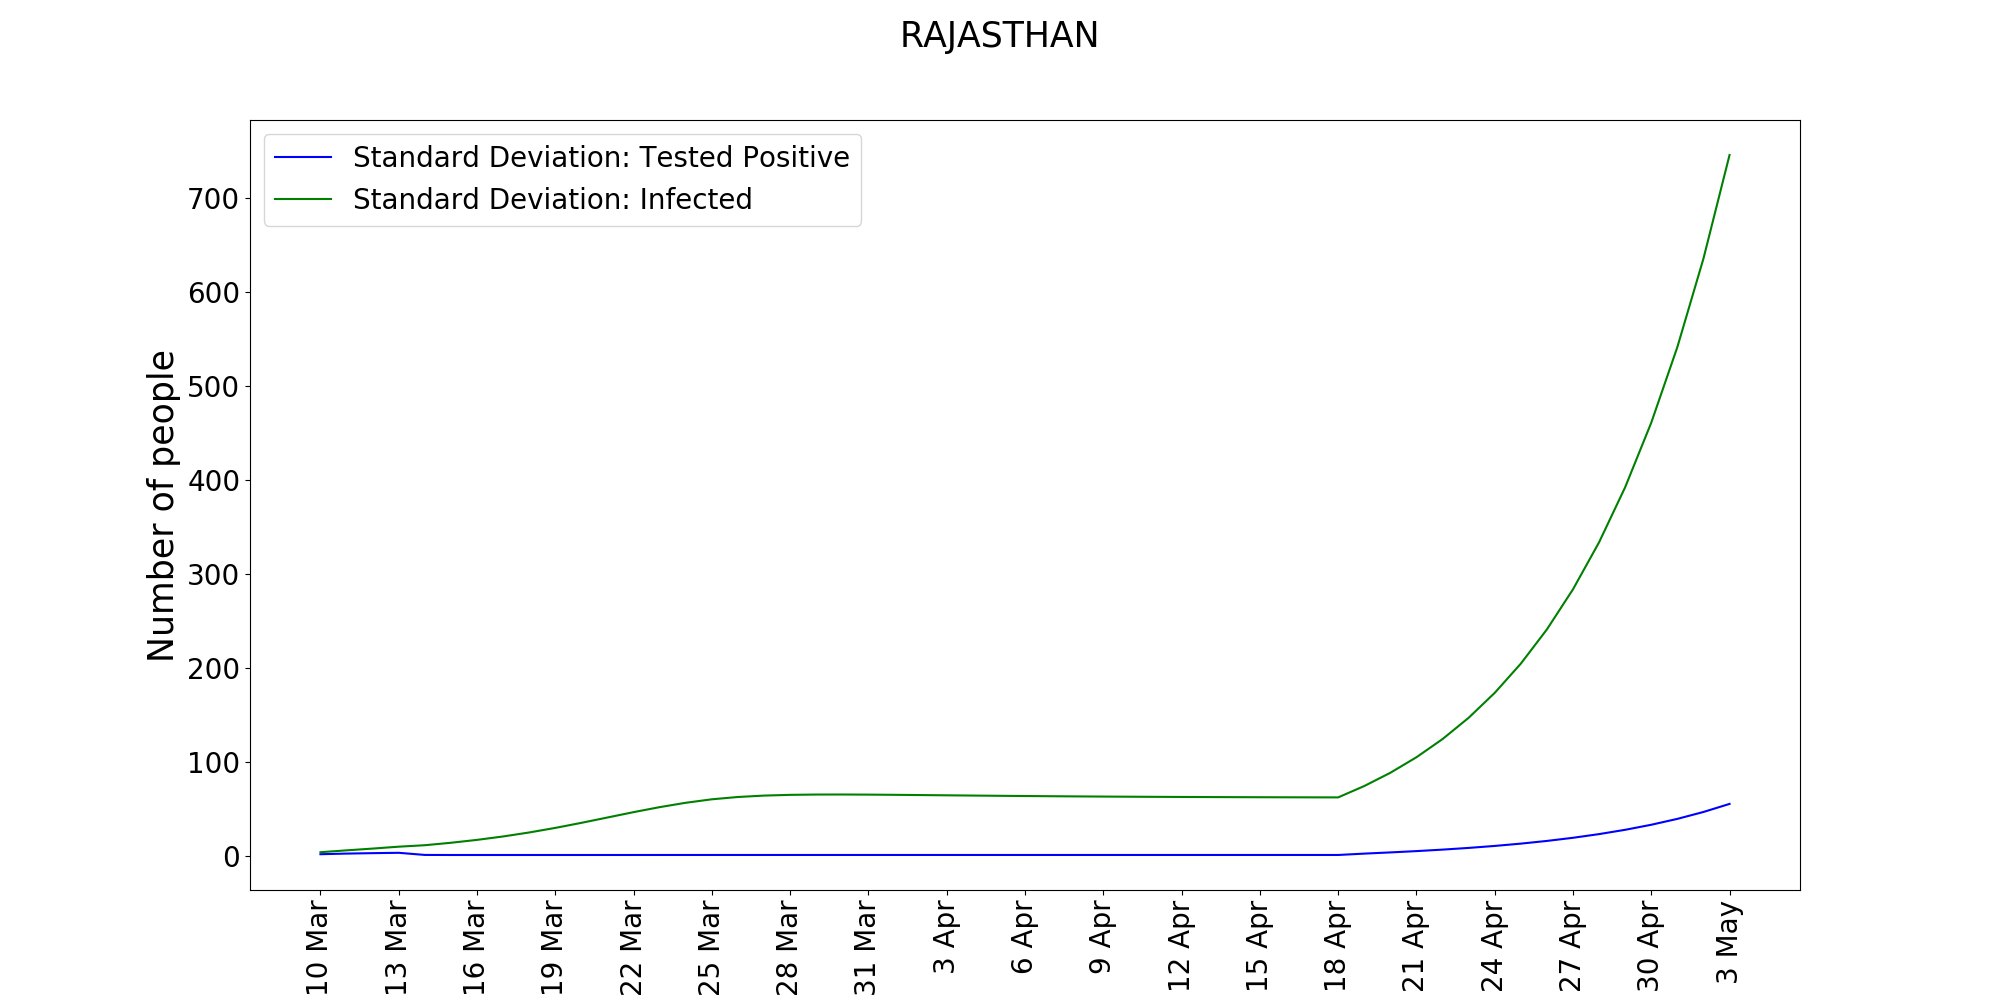 RAJASTHAN
Standard Deviation: Tested Positive
Standard Deviation: Infected
Number of people
700
600
500
400
300
200
100
0
10 Mar
13 Mar
16 Mar
19 Mar
22 Mar
25 Mar
28 Mar
31 Mar
3 Apr
6 Apr
9 Apr
12 Apr
15 Apr
18 Apr
21 Apr
24 Apr
27 Apr
30 Apr
3 May